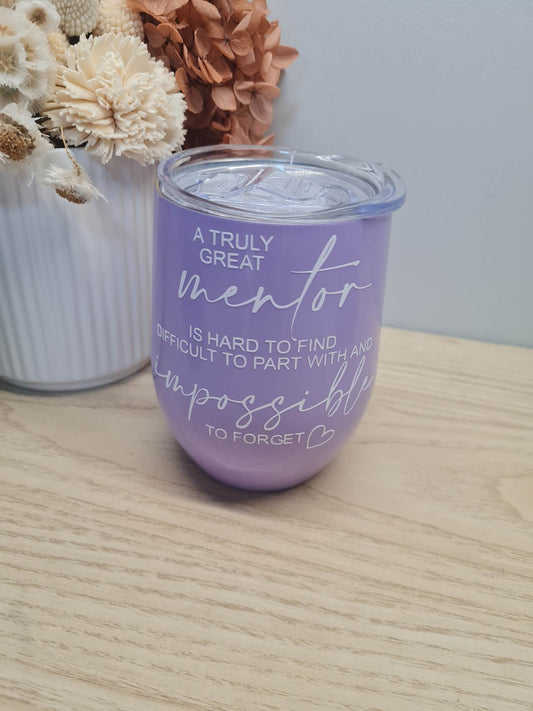 A TRULY
GREAT
mentor
IS HARD TO FIND
DIFFICULT TO PART WITH AND
impossible
TO FORGET